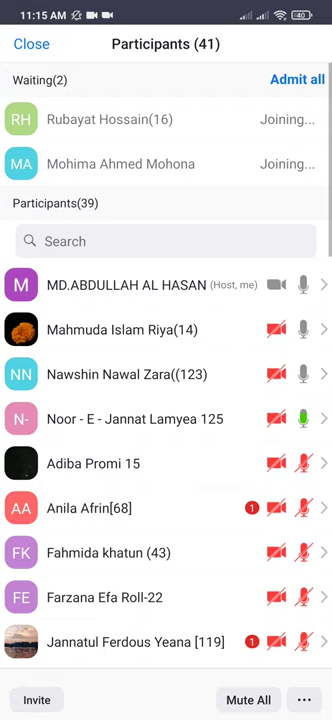 11:15 AM
40
Close
Participants (41)
Waiting(2)
Admit all
RH
Rubayat Hossain(16)
Joining...
MA
Mohima Ahmed Mohona
Joining...
Participants(39)
Search
M
MD.ABDULLAH AL HASAN (Host, me)
Mahmuda Islam Riya(14)
NN
Nawshin Nawal Zara((123)
N-
Noor - E - Jannat Lamyea 125
Adiba Promi 15
AA
Anila Afrin[68]
1
FK
Fahmida khatun (43)
FE
Farzana Efa Roll-22
Jannatul Ferdous Yeana [119]
1
Invite
Mute All
...